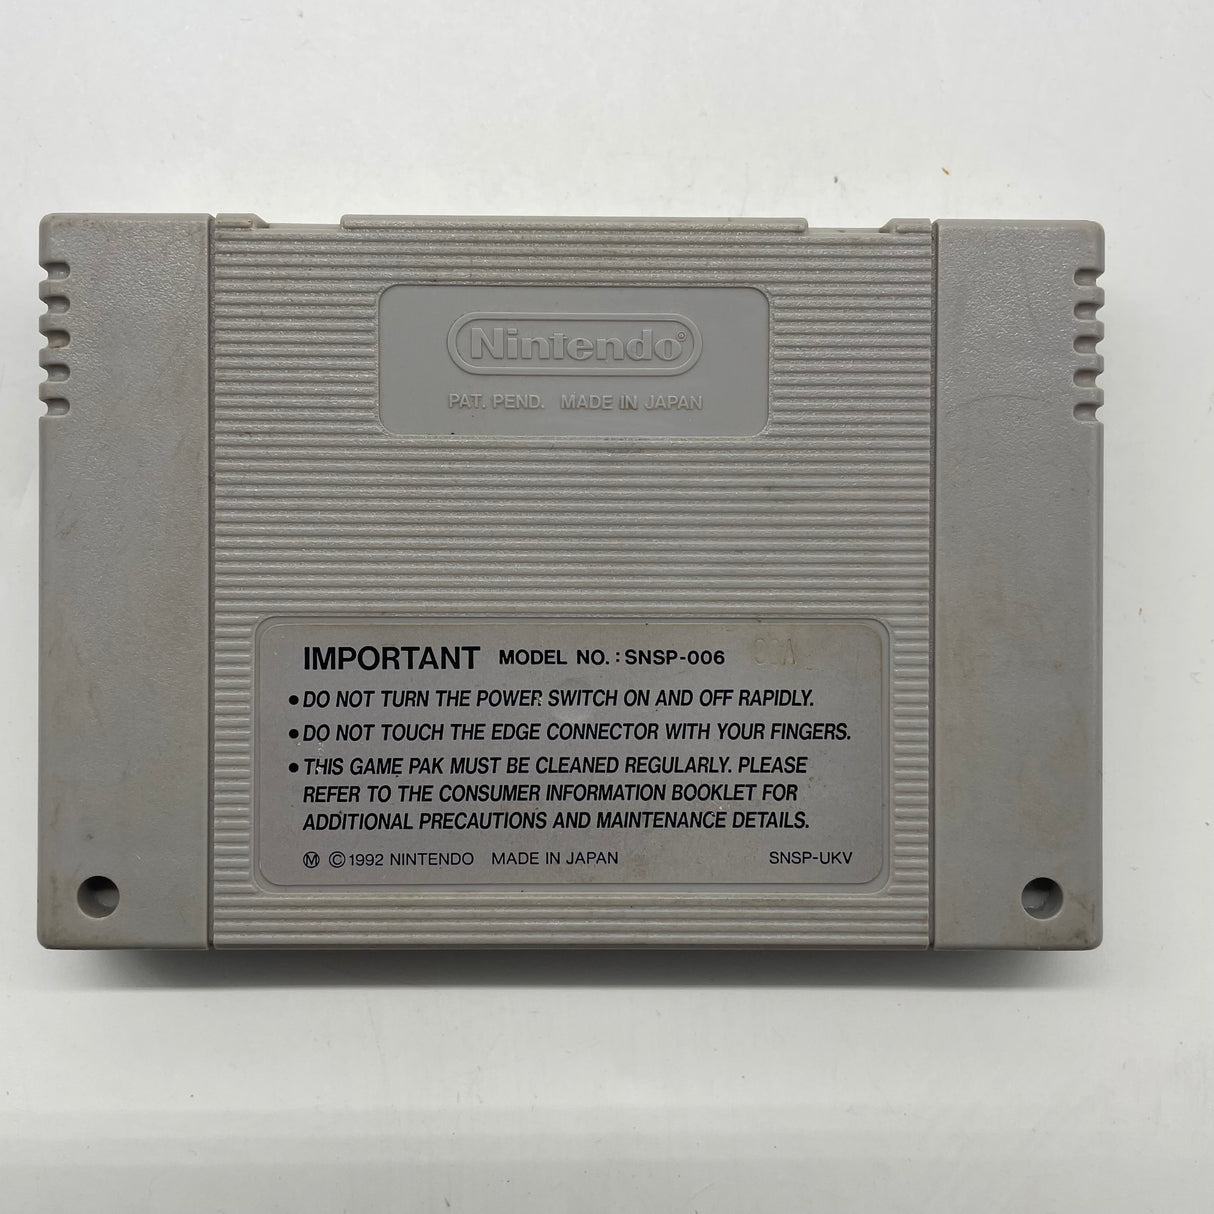 Nintendo®
PAT. PEND. MADE IN JAPAN
IMPORTANT MODEL NO. : SNSP-006
● DO NOT TURN THE POWER SWITCH ON AND OFF RAPIDLY.
● DO NOT TOUCH THE EDGE CONNECTOR WITH YOUR FINGERS.
● THIS GAME PAK MUST BE CLEANED REGULARLY. PLEASE
REFER TO THE CONSUMER INFORMATION BOOKLET FOR
ADDITIONAL PRECAUTIONS AND MAINTENANCE DETAILS.
Ⓜ © 1992 NINTENDO MADE IN JAPAN SNSP-UKV